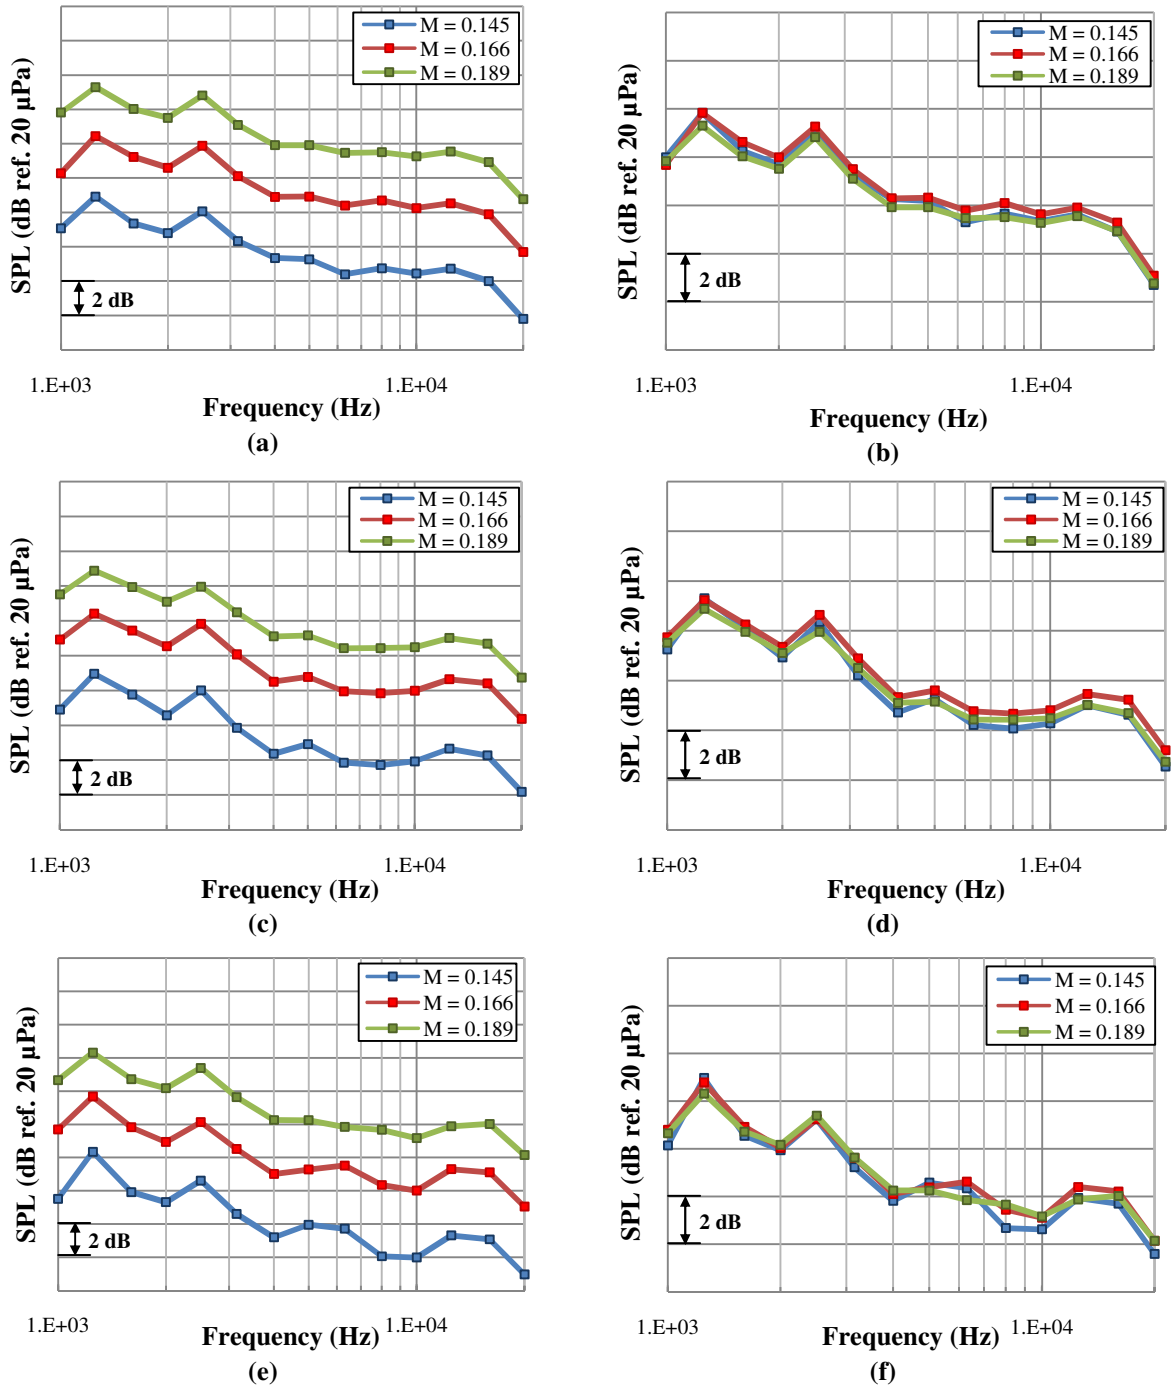 M = 0.145
M = 0.166
M = 0.189
SPL (dB ref. 20 µPa)
2 dB
1.E+03
1.E+04
Frequency (Hz)
(a)
M = 0.145
M = 0.166
M = 0.189
SPL (dB ref. 20 µPa)
2 dB
1.E+03
1.E+04
Frequency (Hz)
(b)
M = 0.145
M = 0.166
M = 0.189
SPL (dB ref. 20 µPa)
2 dB
1.E+03
1.E+04
Frequency (Hz)
(c)
M = 0.145
M = 0.166
M = 0.189
SPL (dB ref. 20 µPa)
2 dB
1.E+03
1.E+04
Frequency (Hz)
(d)
M = 0.145
M = 0.166
M = 0.189
SPL (dB ref. 20 µPa)
2 dB
1.E+03
1.E+04
Frequency (Hz)
(e)
M = 0.145
M = 0.166
M = 0.189
SPL (dB ref. 20 µPa)
2 dB
1.E+03
1.E+04
Frequency (Hz)
(f)